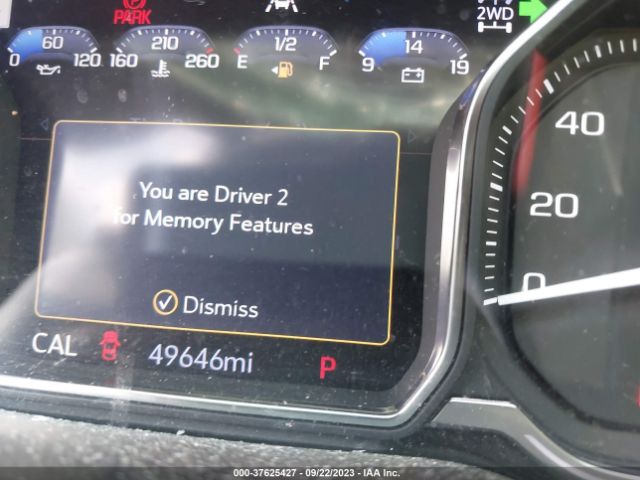 PARK
2WD
60
0 120
210
160 260
1/2
E F
14
9 19
40
20
0
You are Driver 2
for Memory Features
Dismiss
CAL 49646mi P
000-37625427 - 09/22/2023 - IAA Inc.